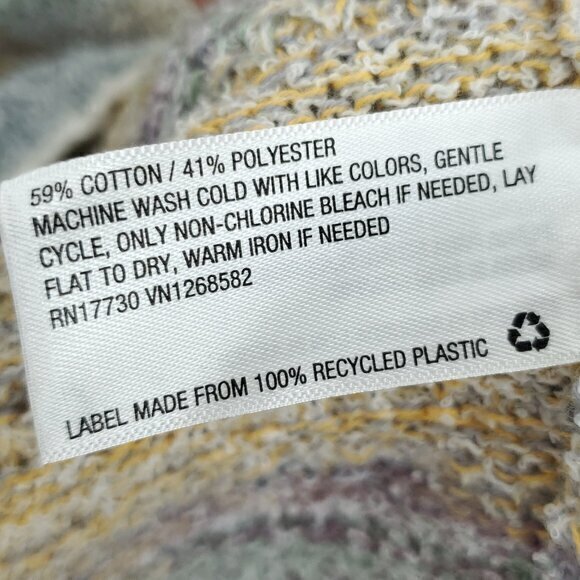 59% COTTON / 41% POLYESTER
MACHINE WASH COLD WITH LIKE COLORS, GENTLE
CYCLE, ONLY NON-CHLORINE BLEACH IF NEEDED, LAY
FLAT TO DRY, WARM IRON IF NEEDED
RN17730 VN1268582
LABEL MADE FROM 100% RECYCLED PLASTIC